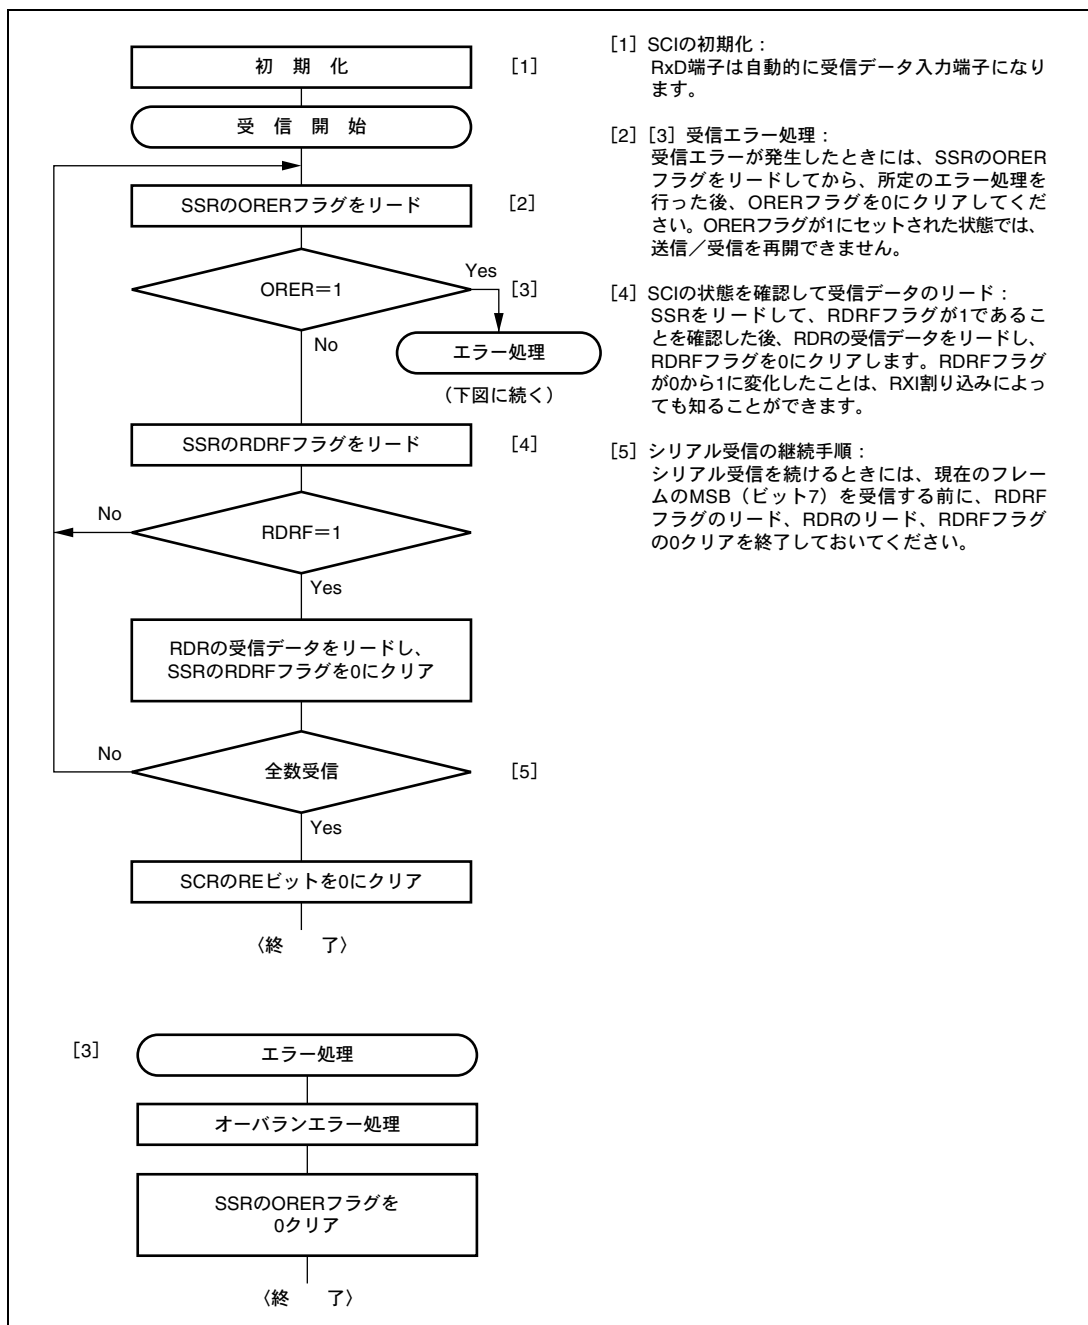 初　期　化
[1]
受　信　開　始
SSRのORERフラグをリード
[2]
ORER＝1
Yes
[3]
No
エラー処理
（下図に続く）
SSRのRDRFフラグをリード
[4]
No
RDRF＝1
Yes
RDRの受信データをリードし、
SSRのRDRFフラグを0にクリア
No
全数受信
[5]
Yes
SCRのREビットを0にクリア
〈終　　了〉
[3]
エラー処理
オーバランエラー処理
SSRのORERフラグを
0クリア
〈終　　了〉
[1] SCIの初期化：
RxD端子は自動的に受信データ入力端子になり
ます。
[2] [3] 受信エラー処理：
受信エラーが発生したときには、SSRのORER
フラグをリードしてから、所定のエラー処理を
行った後、ORERフラグを0にクリアしてくだ
さい。ORERフラグが1にセットされた状態では、
送信／受信を再開できません。
[4] SCIの状態を確認して受信データのリード：
SSRをリードして、RDRFフラグが1であるこ
とを確認した後、RDRの受信データをリードし、
RDRFフラグを0にクリアします。RDRFフラグ
が0から1に変化したことは、RXI割り込みによっ
ても知ることができます。
[5] シリアル受信の継続手順：
シリアル受信を続けるときには、現在のフレー
ムのMSB（ビット7）を受信する前に、RDRF
フラグのリード、RDRのリード、RDRFフラグ
の0クリアを終了しておいてください。